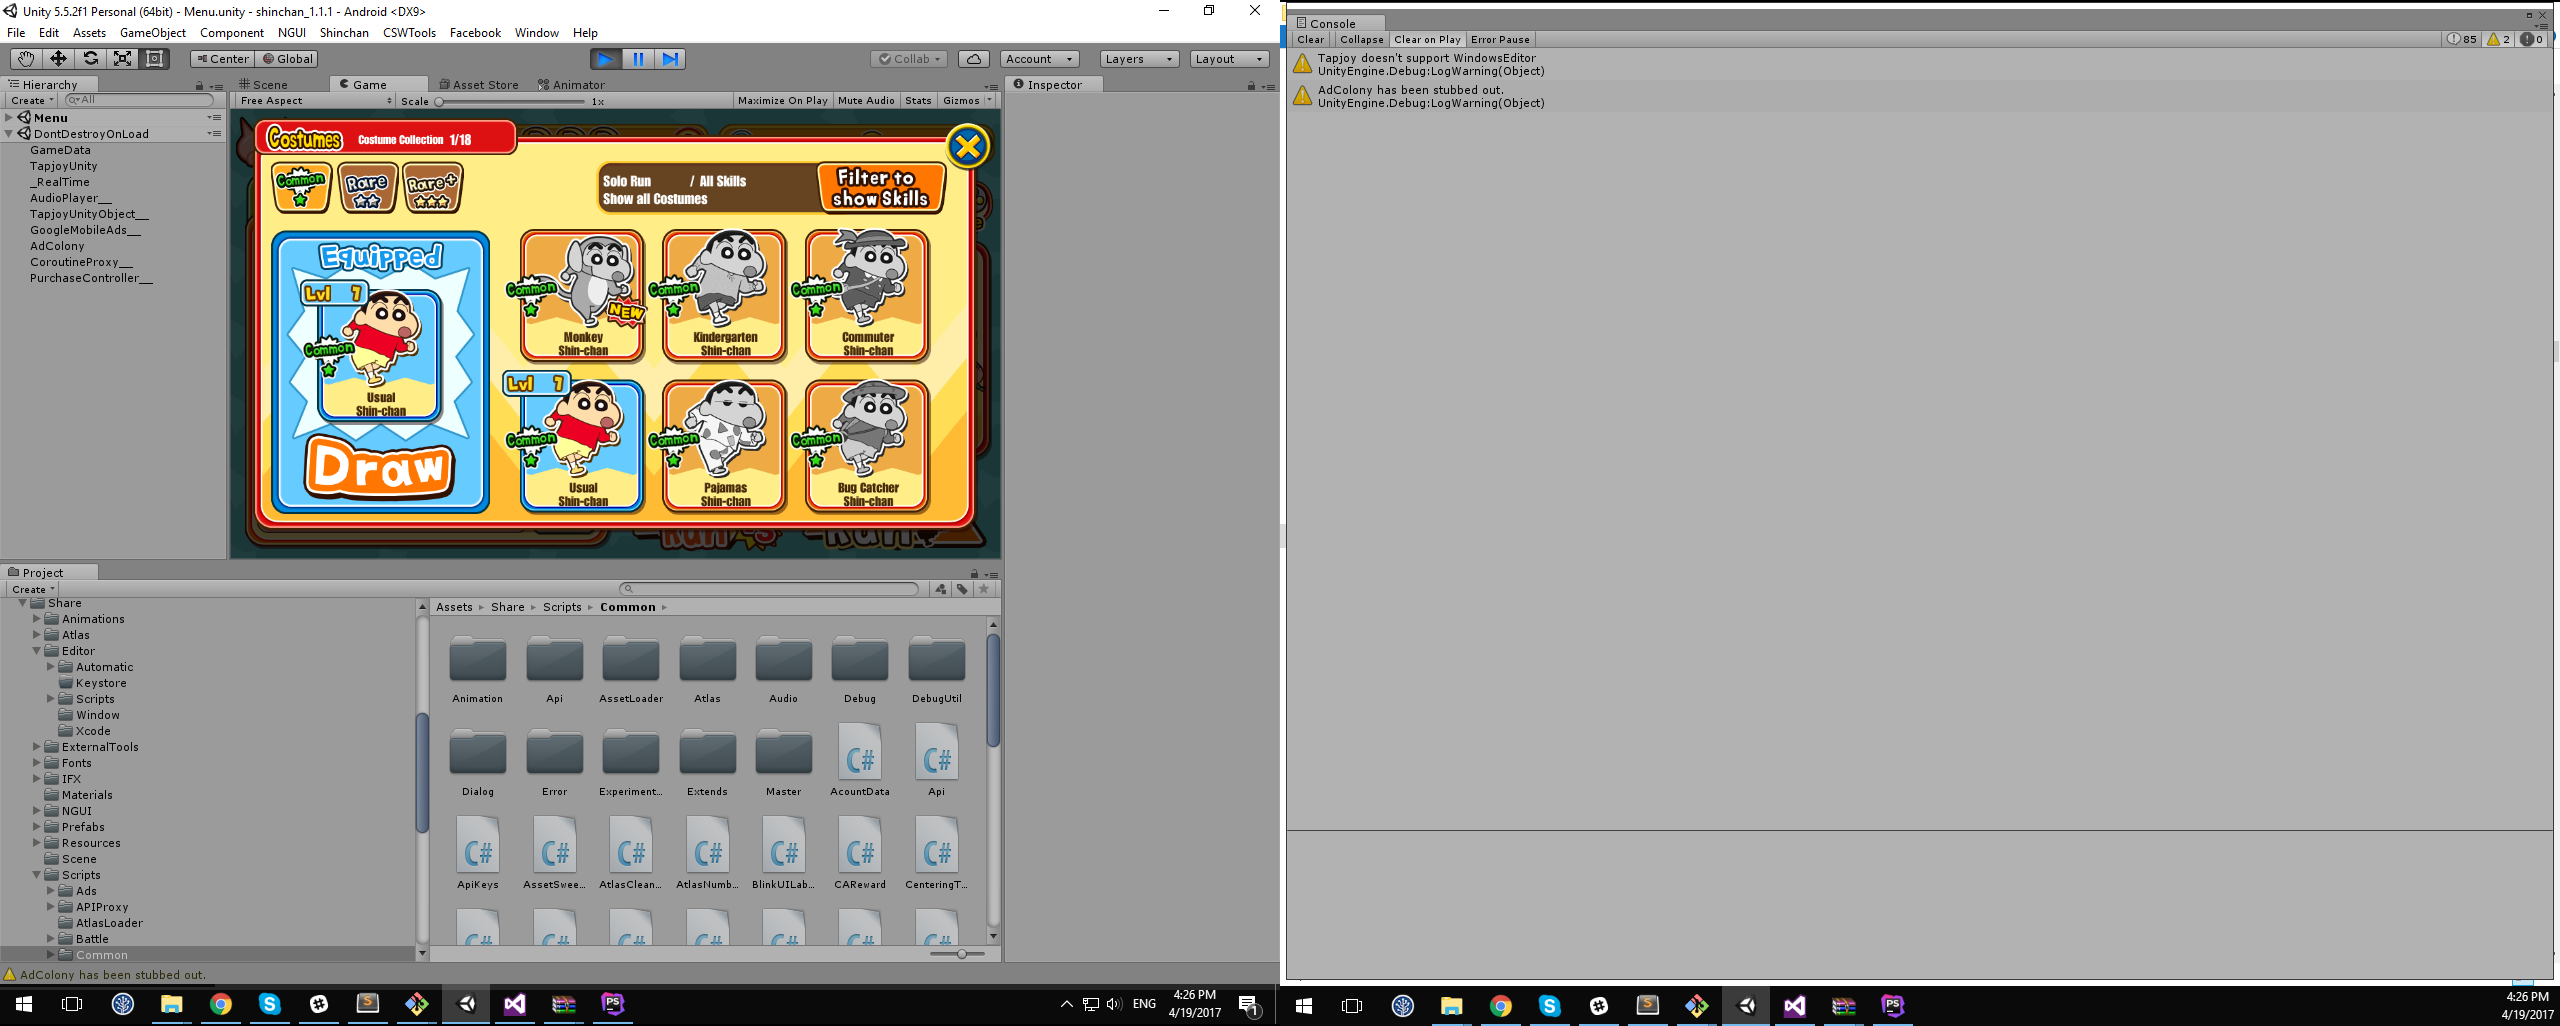 Unity 5.5.2f1 Personal (64bit) - Menu.unity - shinchan_1.1.1 - Android <DX9>
File Edit Assets GameObject Component NGUI Shinchan CSWTools Facebook Window Help
Center Global
Collab Account Layers Layout
Hierarchy
Create All
Menu
DontDestroyOnLoad
GameData
TapjoyUnity
_RealTime
AudioPlayer__
TapjoyUnityObject__
GoogleMobileAds__
AdColony
CoroutineProxy__
PurchaseController__
Scene Game Asset Store Animator
Free Aspect Scale 1x Maximize On Play Mute Audio Stats Gizmos
Costumes Costume Collection 1/18
Common Rare Rare+
Solo Run / All Skills
Show all Costumes
Filter to
show Skills
Equipped
Lvl 7
Common
Usual
Shin-chan
Draw
Common
NEW
Monkey
Shin-chan
Common
Kindergarten
Shin-chan
Common
Commuter
Shin-chan
Lvl 7
Common
Usual
Shin-chan
Common
Pajamas
Shin-chan
Common
Bug Catcher
Shin-chan
Inspector
Project
Create
Share
Animations
Atlas
Editor
Automatic
Keystore
Scripts
Window
Xcode
ExternalTools
Fonts
IFX
Materials
NGUI
Prefabs
Resources
Scene
Scripts
Ads
APIProxy
AtlasLoader
Battle
Common
Assets Share Scripts Common
Animation Api AssetLoader Atlas Audio Debug DebugUtil
C# C#
Dialog Error Experiment... Extends Master AcountData Api
C# C# C# C# C# C# C#
ApiKeys AssetSwee... AtlasClean... AtlasNumb... BlinkUILab... CAReward CenteringT...
AdColony has been stubbed out.
ENG
4:26 PM
4/19/2017
1
Console
Clear Collapse Clear on Play Error Pause 85 2 0
Tapjoy doesn't support WindowsEditor
UnityEngine.Debug:LogWarning(Object)
AdColony has been stubbed out.
UnityEngine.Debug:LogWarning(Object)
4:26 PM
4/19/2017